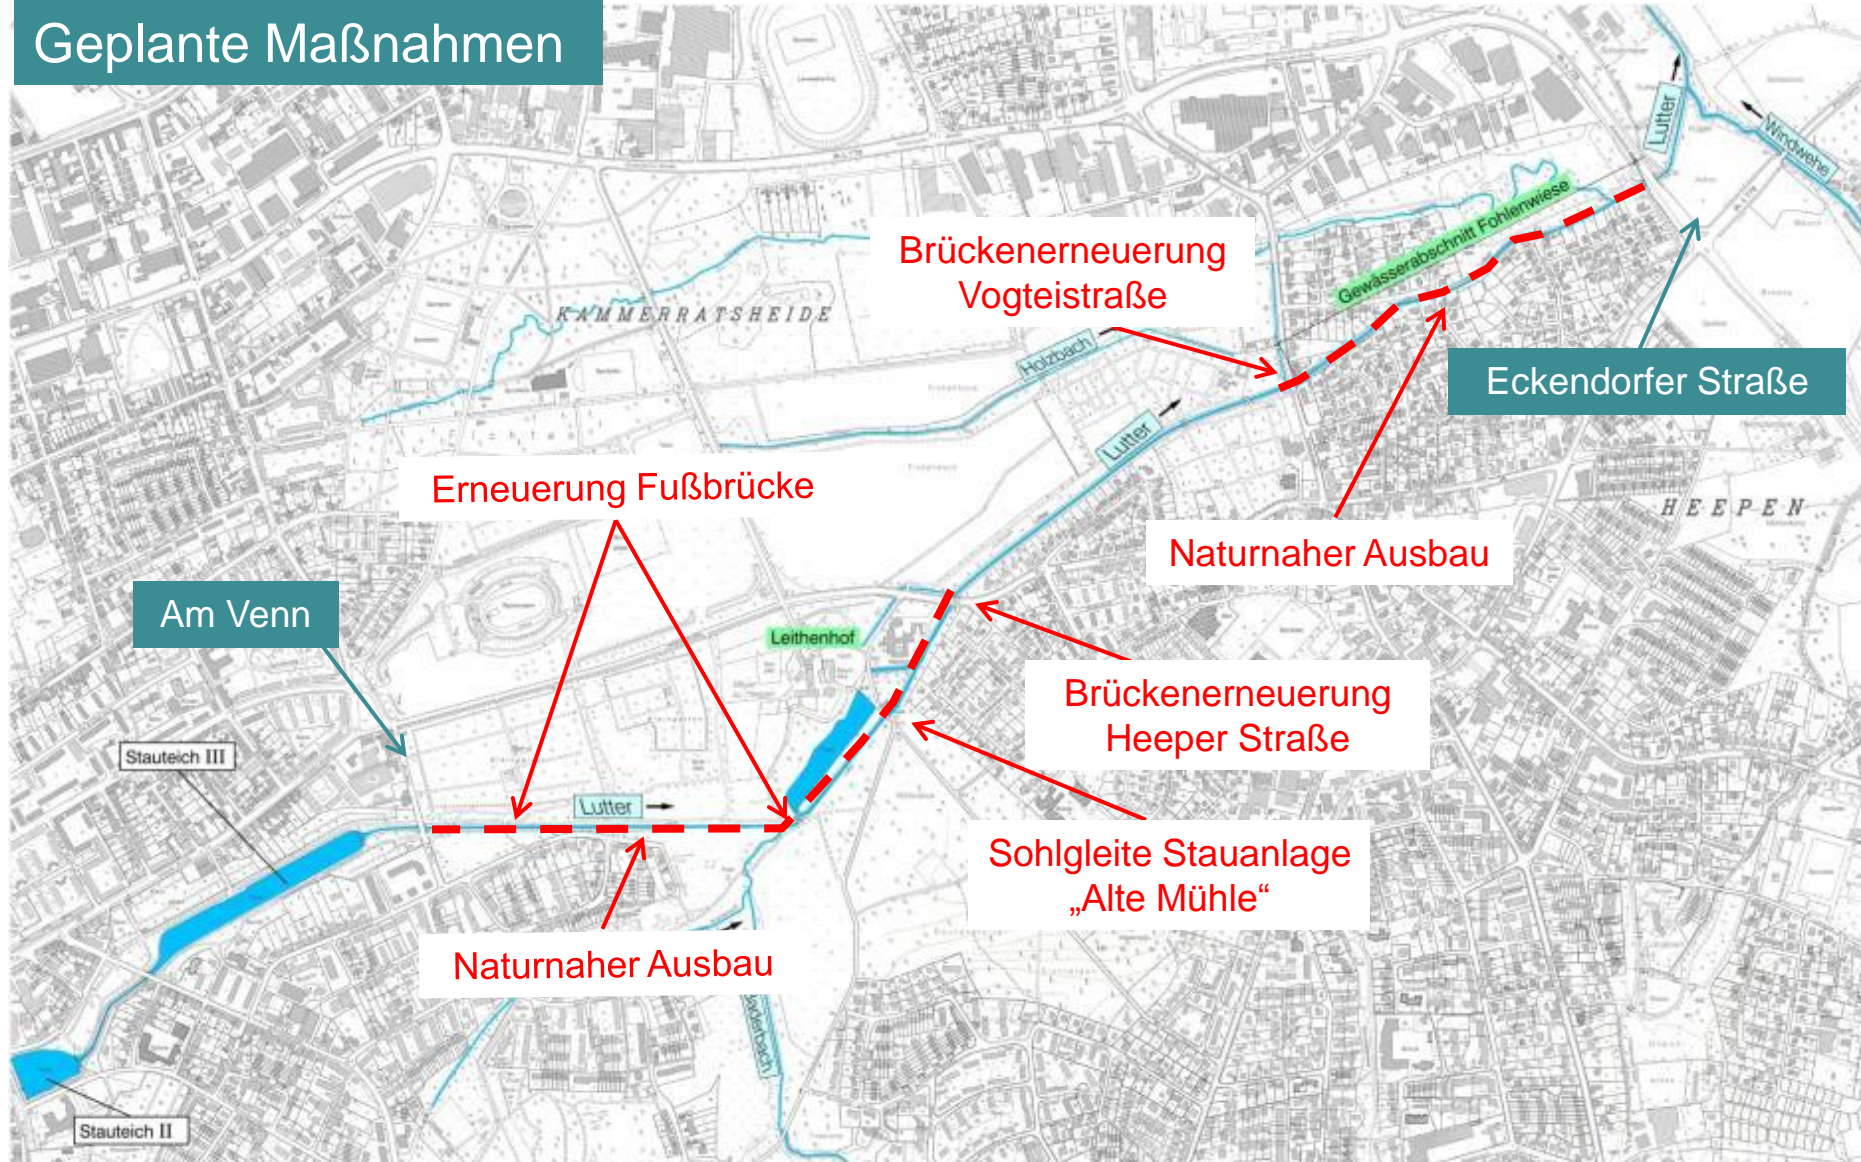 Geplante Maßnahmen
Lutter
Windwehe
Gewässerabschnitt Fohlenwiese
Brückenerneuerung
Vogteistraße
KAMMERRATSHEIDE
Holzbach
Eckendorfer Straße
Lutter
Erneuerung Fußbrücke
HEEPEN
Naturnaher Ausbau
Am Venn
Leithenhof
Brückenerneuerung
Heeper Straße
Stauteich III
Lutter
Sohlgleite Stauanlage
„Alte Mühle“
Naturnaher Ausbau
Stauteich II